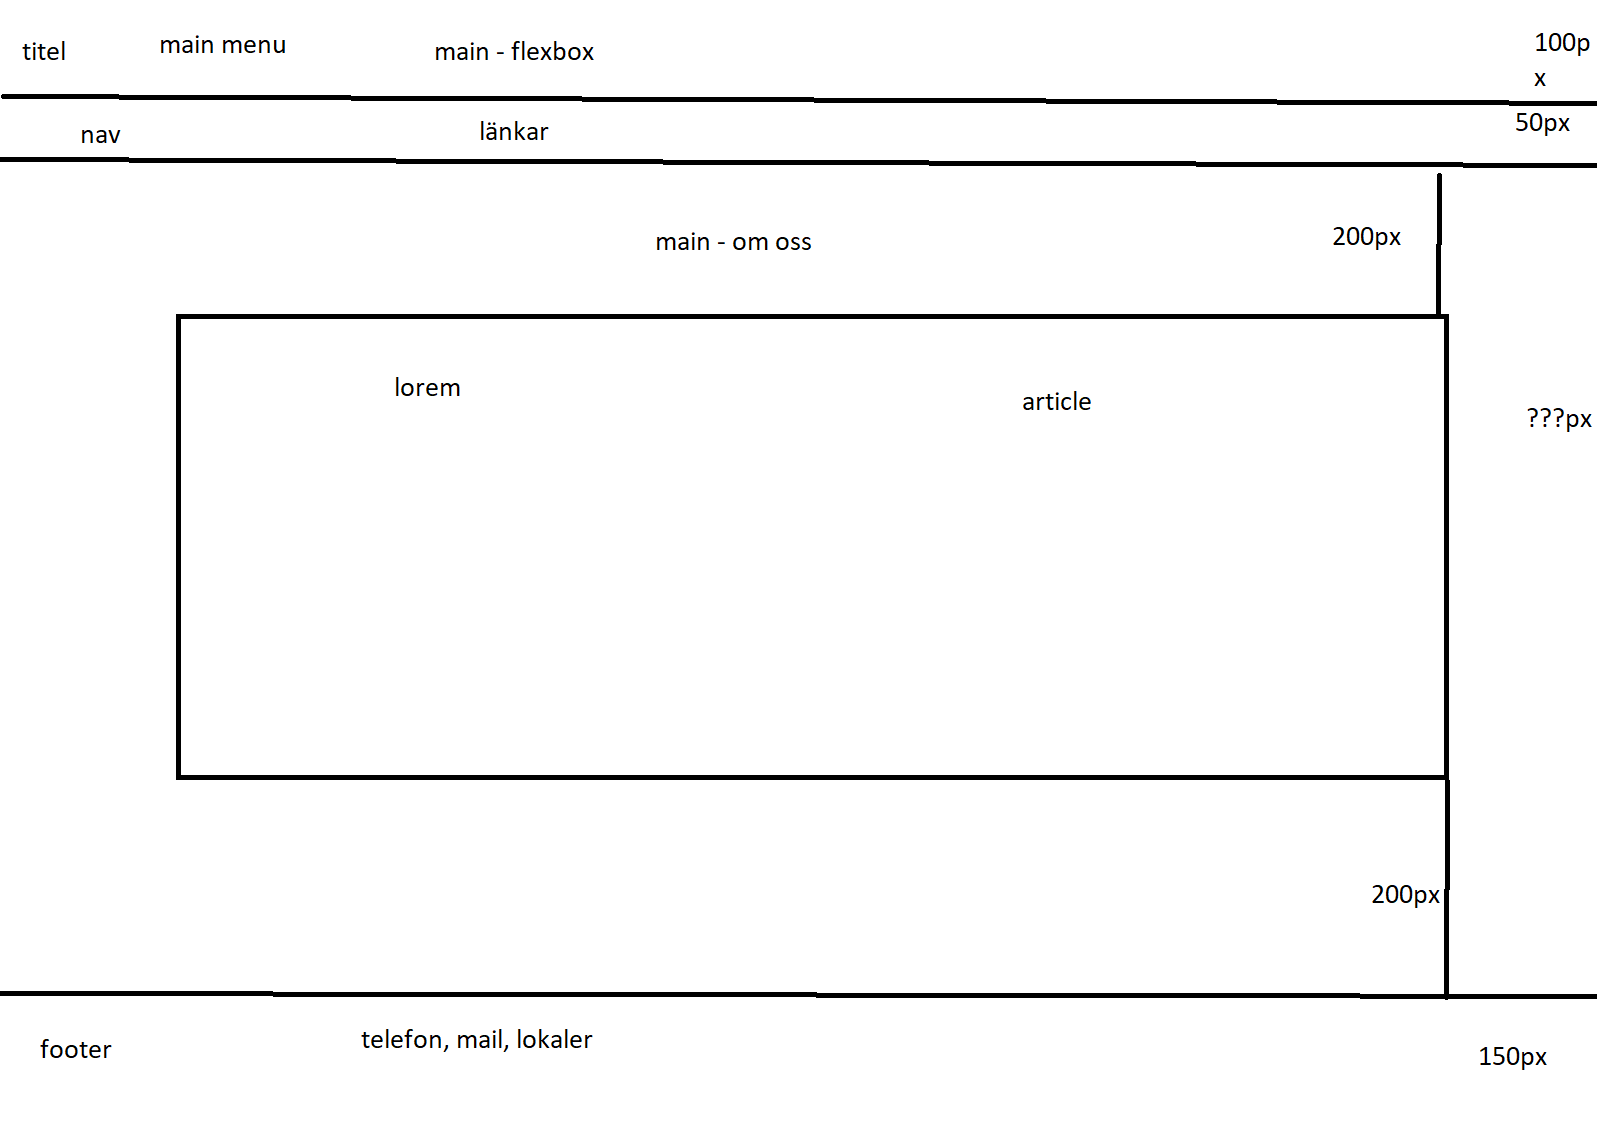 titel
main menu
main - flexbox
100p
x
nav
länkar
50px
main - om oss
200px
lorem
article
???px
200px
footer
telefon, mail, lokaler
150px